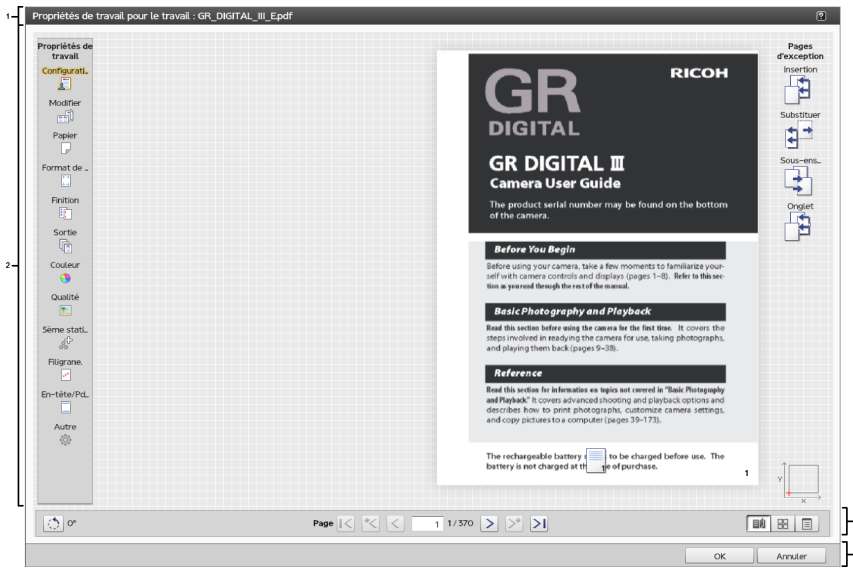 1
Propriétés de travail pour le travail : GR_DIGITAL_III_E.pdf
?
2
Propriétés de
travail
Configurati..
Modifier
Papier
Format de ..
Finition
Sortie
Couleur
Qualité
5ème stati..
Filigrane.
En-tête/Pd..
Autre
GR
DIGITAL
RICOH
GR DIGITAL III
Camera User Guide
The product serial number may be found on the bottom
of the camera.
Before You Begin
Before using your camera, take a few moments to familiarize your-
self with camera controls and displays (pages 1–8). Refer to this sec-
tion as you read through the rest of the manual.
Basic Photography and Playback
Read this section before using the camera for the first time. It covers the
steps involved in readying the camera for use, taking photographs,
and playing them back (pages 9–38).
Reference
Read this section for information on topics not covered in "Basic Photography
and Playback." It covers advanced shooting and playback options and
describes how to print photographs, customize camera settings,
and copy pictures to a computer (pages 39–173).
The rechargeable battery to be charged before use. The
battery is not charged at of purchase.
1
1
Pages
d'exception
Insertion
Substituer
Sous-ens..
Onglet
Y
X
0°
Page
1
1/370
OK
Annuler